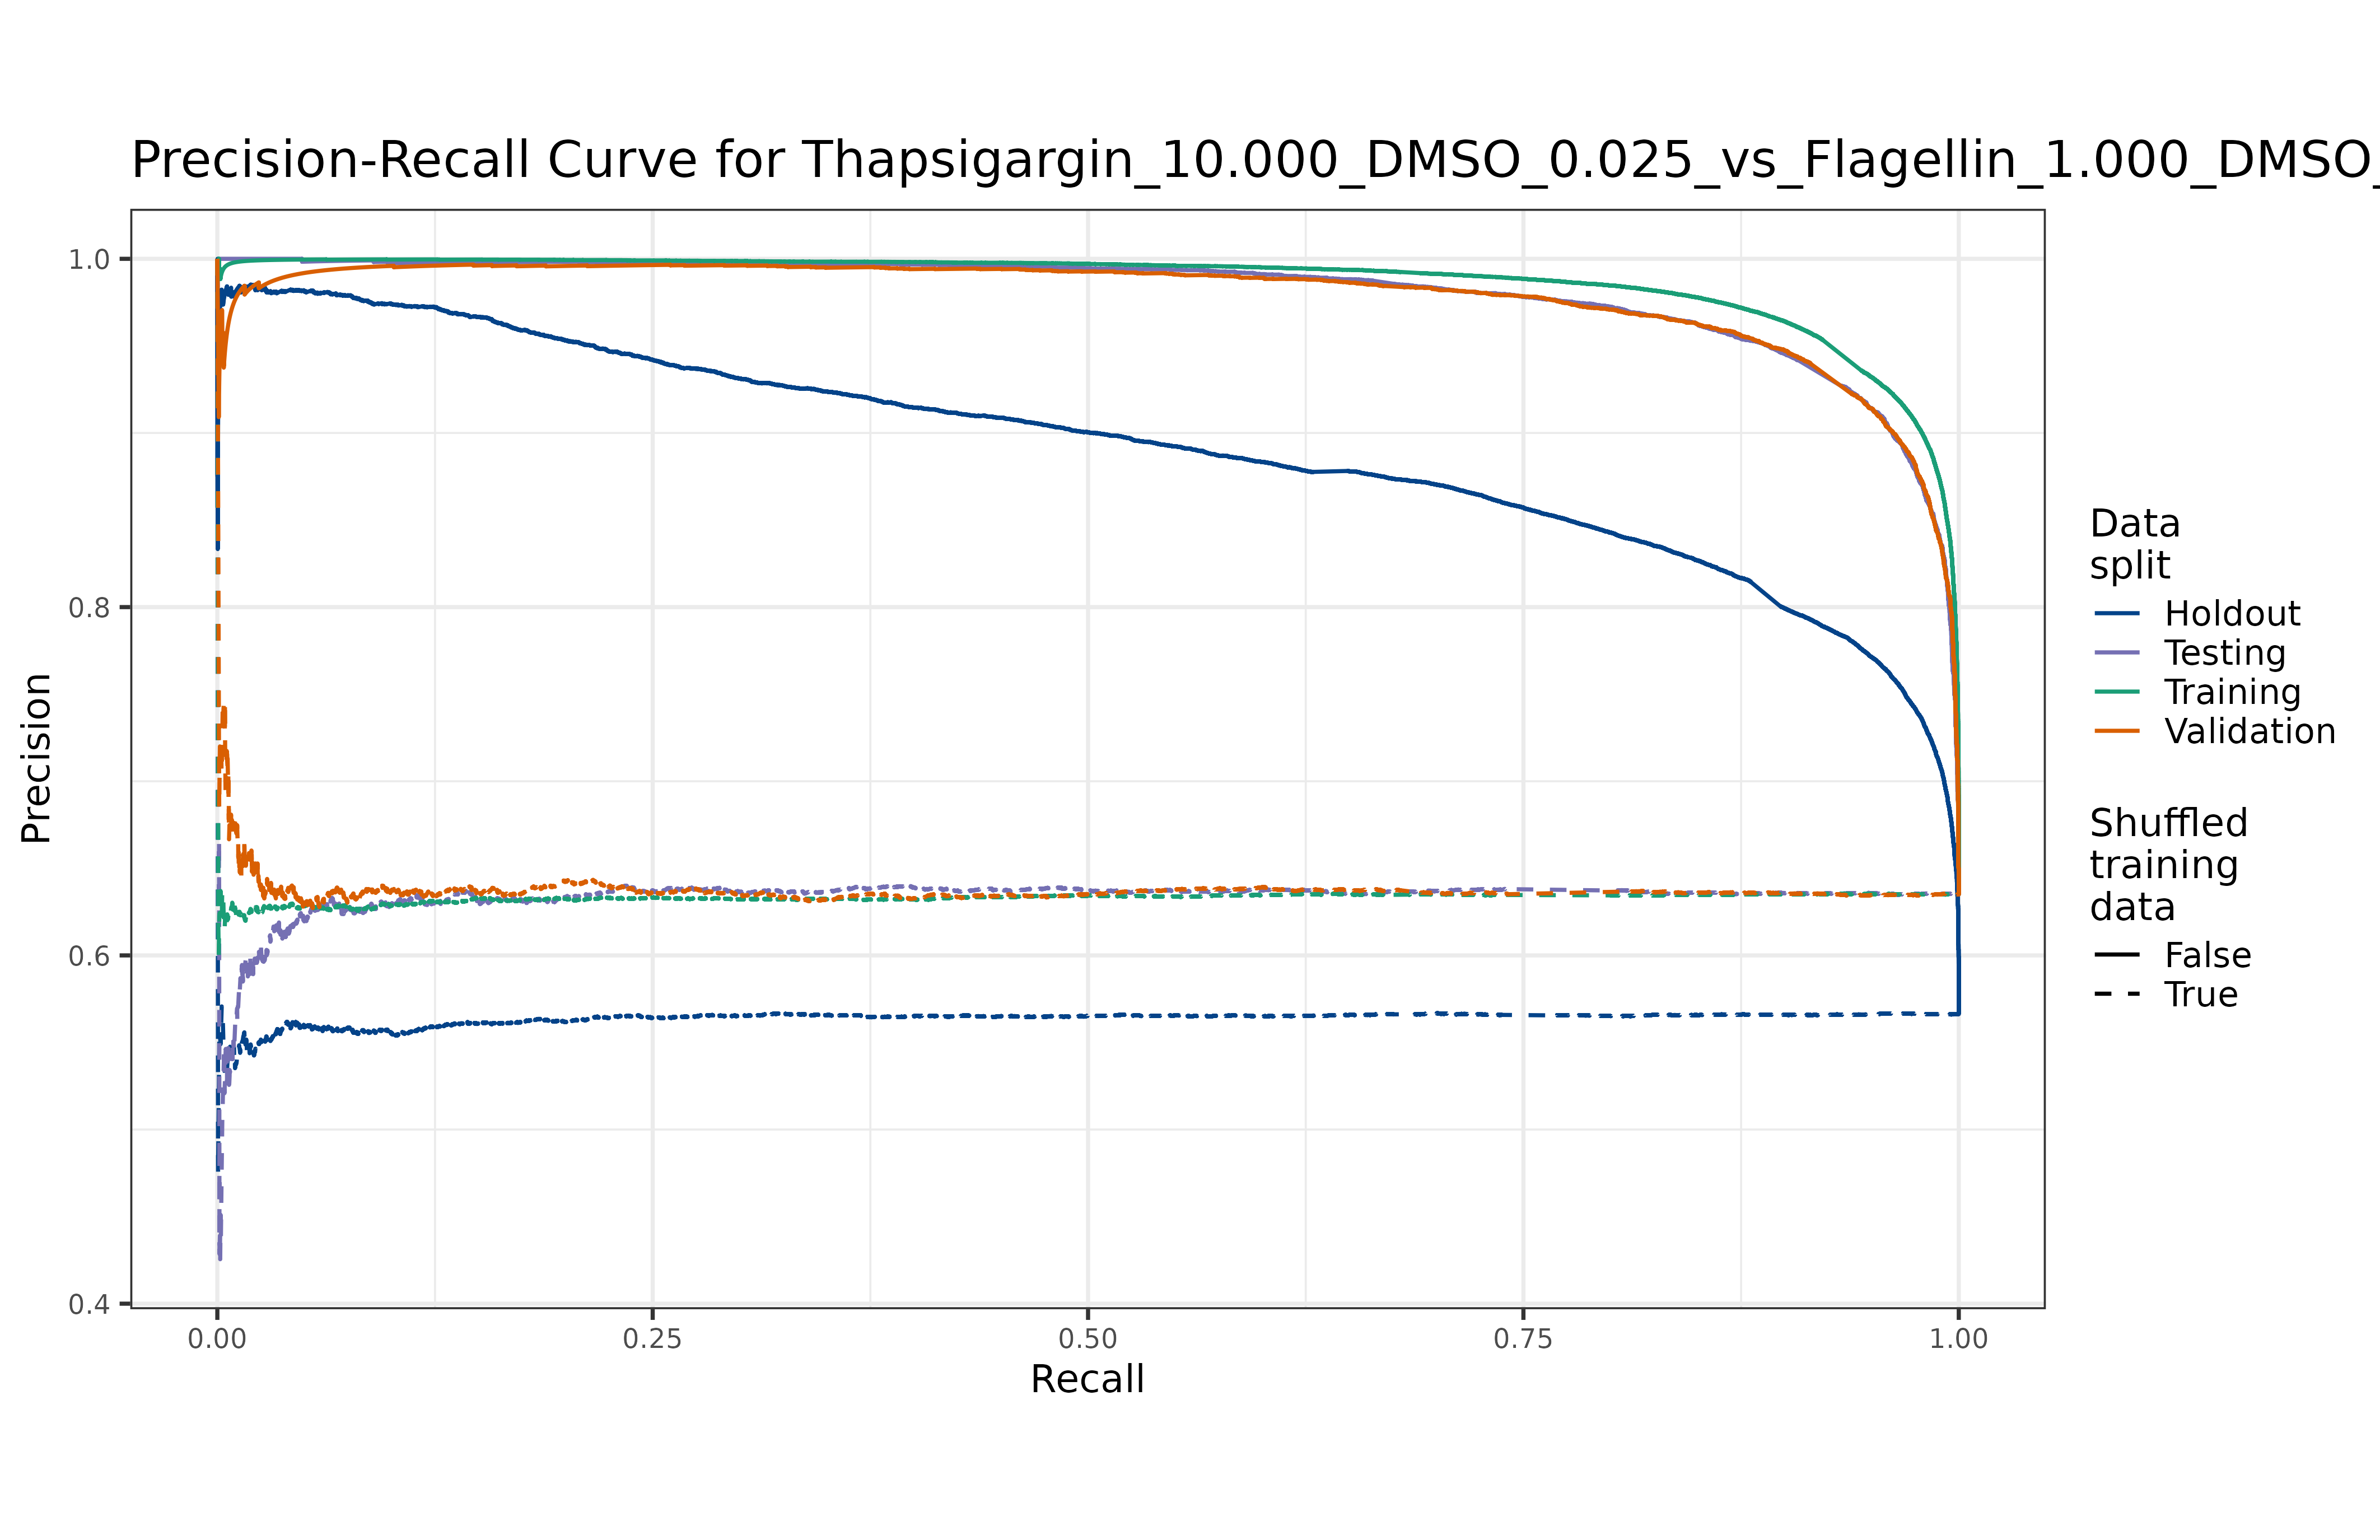 Precision-Recall Curve for Thapsigargin_10.000_DMSO_0.025_vs_Flagellin_1.000_DMSO_
1.0
0.8
0.6
0.4
Precision
0.00
0.25
0.50
0.75
1.00
Recall
Data
split
Holdout
Testing
Training
Validation
Shuffled
training
data
False
True